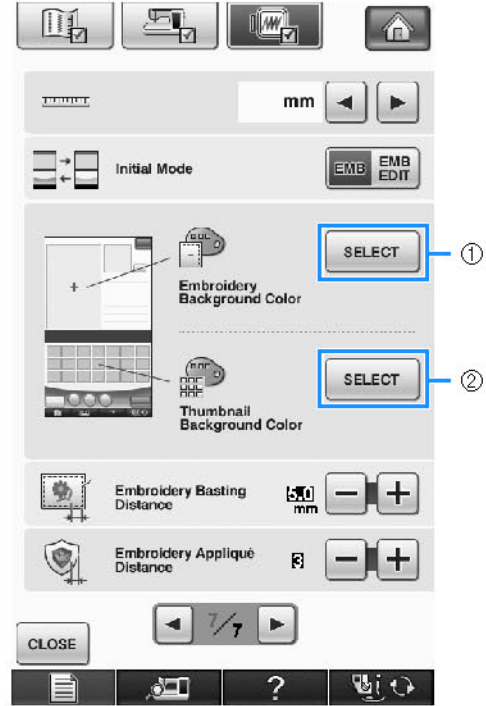 mm
Initial Mode
EMB
EMB
EDIT
SELECT
①
Embroidery
Background Color
SELECT
②
Thumbnail
Background Color
Embroidery Basting
Distance
5.0
mm
Embroidery Appliqué
Distance
3
7/7
CLOSE
?